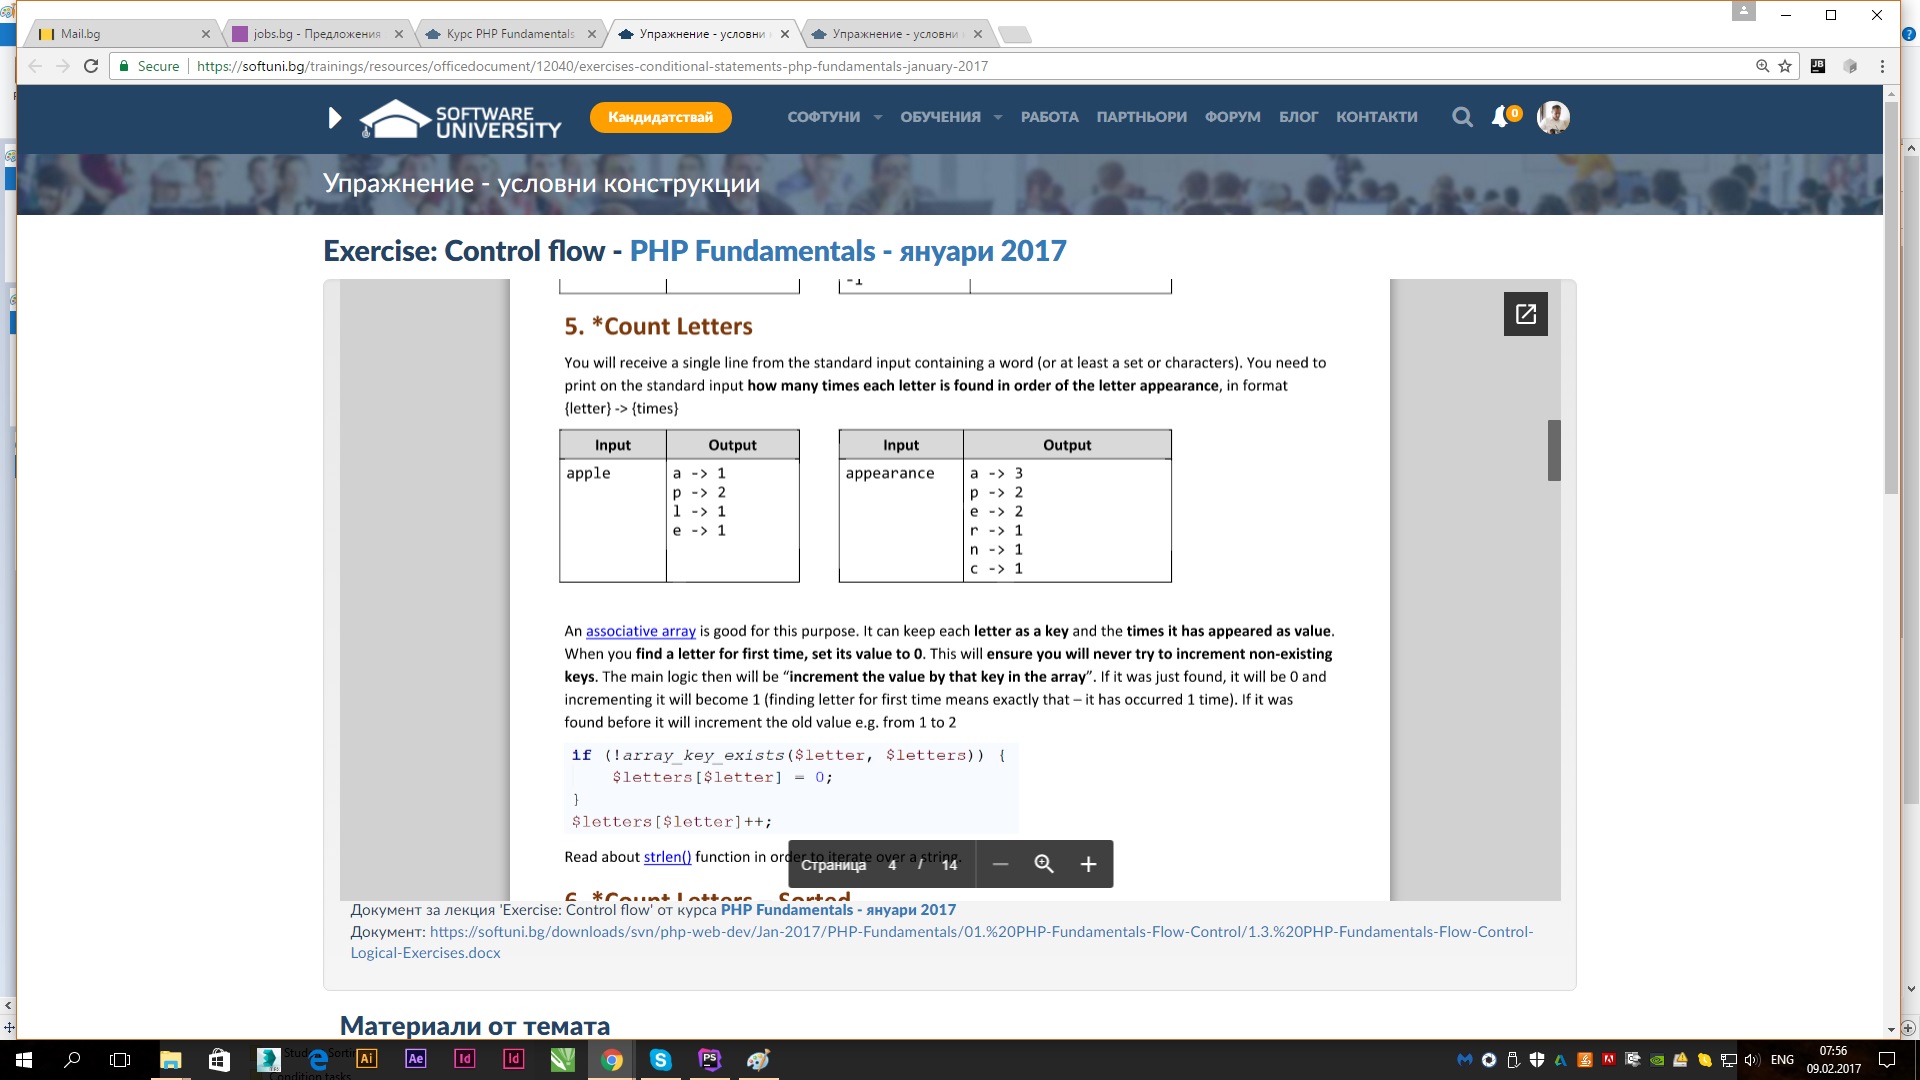 Mail.bg
jobs.bg - Предложения
Курс PHP Fundamentals
Упражнение - условни
Упражнение - условни
Secure
https://softuni.bg/trainings/resources/officedocument/12040/exercises-conditional-statements-php-fundamentals-january-2017
JB
SOFTWARE
UNIVERSITY
Кандидатствай
СОФТУНИ
ОБУЧЕНИЯ
РАБОТА
ПАРТНЬОРИ
ФОРУМ
БЛОГ
КОНТАКТИ
0
Упражнение - условни конструкции
Exercise: Control flow - PHP Fundamentals - януари 2017
-1
5. *Count Letters
You will receive a single line from the standard input containing a word (or at least a set or characters). You need to
print on the standard input how many times each letter is found in order of the letter appearance, in format
{letter} -> {times}
Input Output
apple
a -> 1
p -> 2
l -> 1
e -> 1
Input Output
appearance
a -> 3
p -> 2
e -> 2
r -> 1
n -> 1
c -> 1
An associative array is good for this purpose. It can keep each letter as a key and the times it has appeared as value.
When you find a letter for first time, set its value to 0. This will ensure you will never try to increment non-existing
keys. The main logic then will be “increment the value by that key in the array”. If it was just found, it will be 0 and
incrementing it will become 1 (finding letter for first time means exactly that – it has occurred 1 time). If it was
found before it will increment the old value e.g. from 1 to 2
if (!array_key_exists($letter, $letters)) {
$letters[$letter] = 0;
}
$letters[$letter]++;
Read about strlen() function in order to iterate over a string.
Страница 4 / 14
6. *Count Letters – Sorted
Документ за лекция 'Exercise: Control flow' от курса PHP Fundamentals - януари 2017
Документ: https://softuni.bg/downloads/svn/php-web-dev/Jan-2017/PHP-Fundamentals/01.%20PHP-Fundamentals-Flow-Control/1.3.%20PHP-Fundamentals-Flow-Control-
Logical-Exercises.docx
Материали от темата
Ai
Ae
Id
Id
PS
Condition tasks
ENG
07:56
09.02.2017